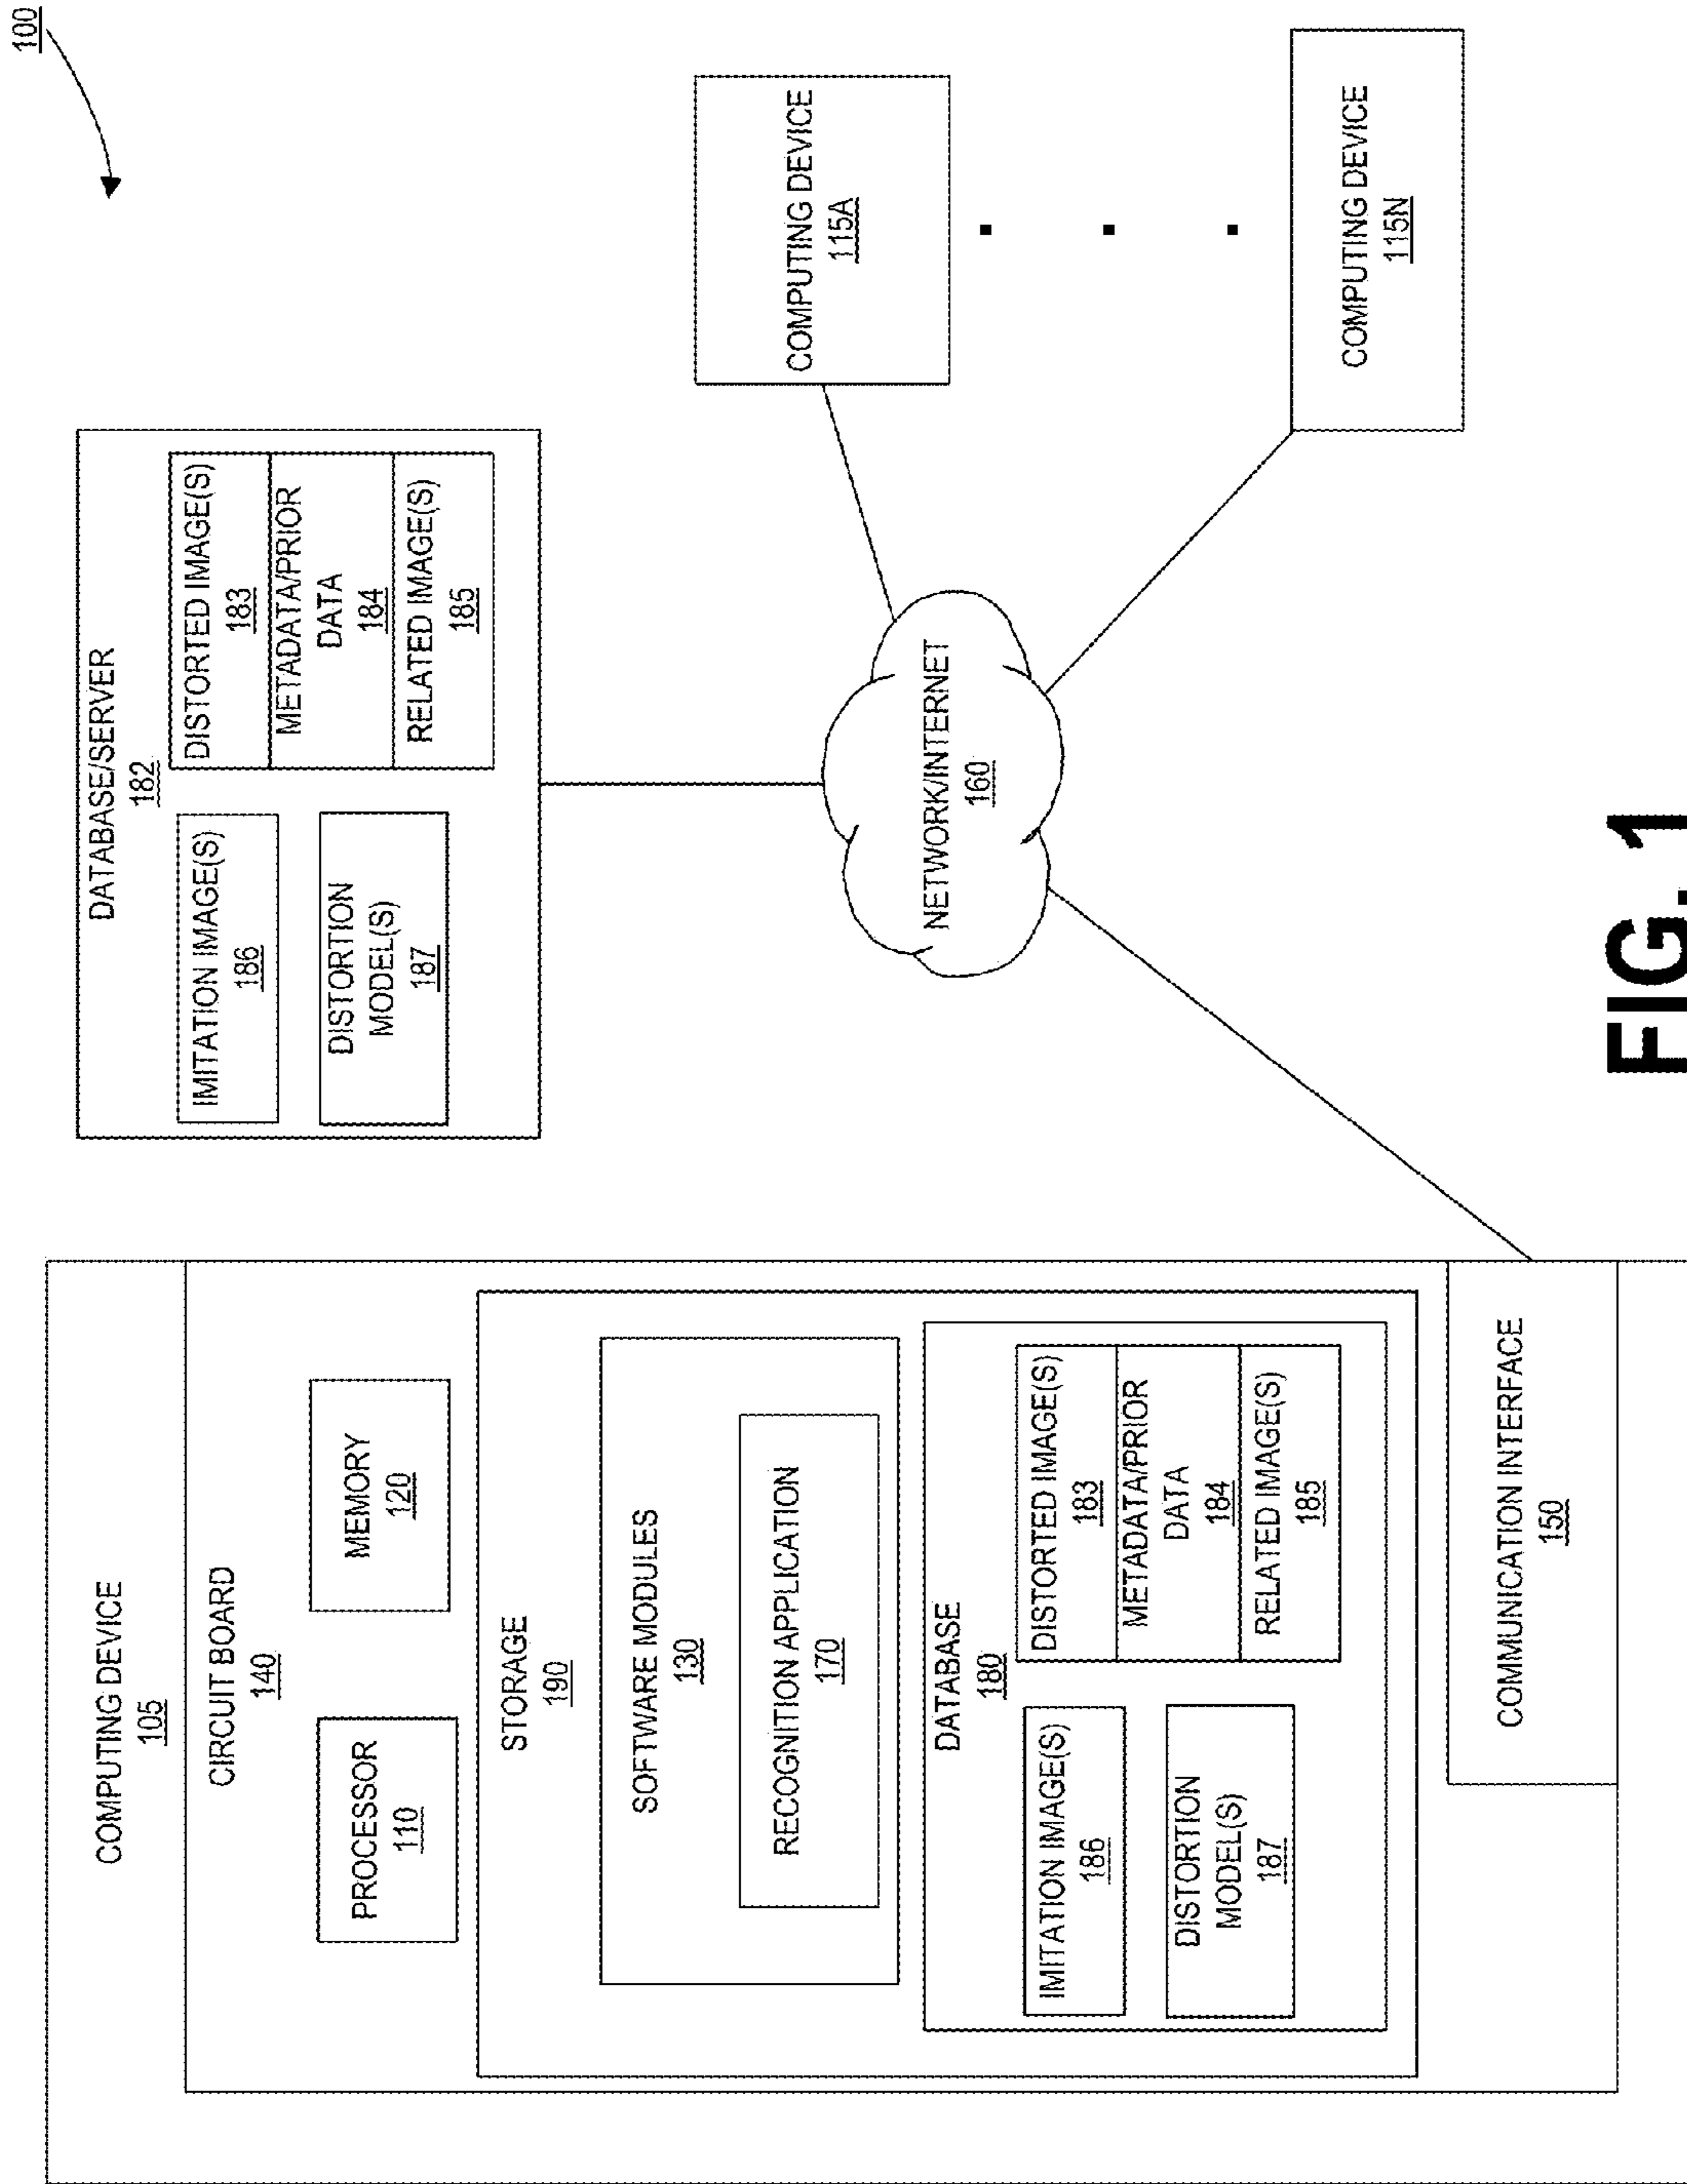 100
COMPUTING DEVICE
105
CIRCUIT BOARD
140
PROCESSOR
110
MEMORY
120
STORAGE
190
SOFTWARE MODULES
130
RECOGNITION APPLICATION
170
DATABASE
180
IMITATION IMAGE(S)
186
DISTORTION
MODEL(S)
187
DISTORTED IMAGE(S)
183
METADATA/PRIOR
DATA
184
RELATED IMAGE(S)
185
COMMUNICATION INTERFACE
150
DATABASE/SERVER
182
IMITATION IMAGE(S)
186
DISTORTION
MODEL(S)
187
DISTORTED IMAGE(S)
183
METADATA/PRIOR
DATA
184
RELATED IMAGE(S)
185
NETWORK/INTERNET
160
COMPUTING DEVICE
115A
COMPUTING DEVICE
115N
FIG. 1